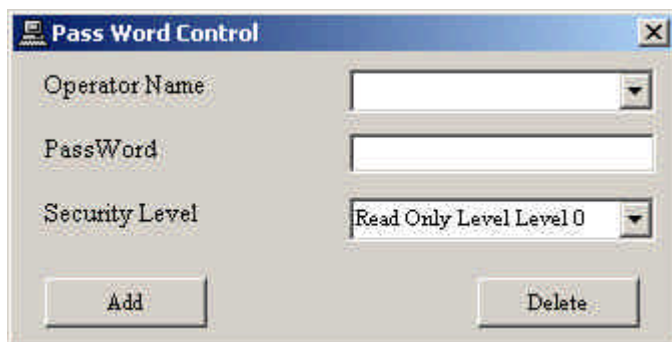 Pass Word Control
Operator Name
PassWord
Security Level
Read Only Level Level 0
Add
Delete